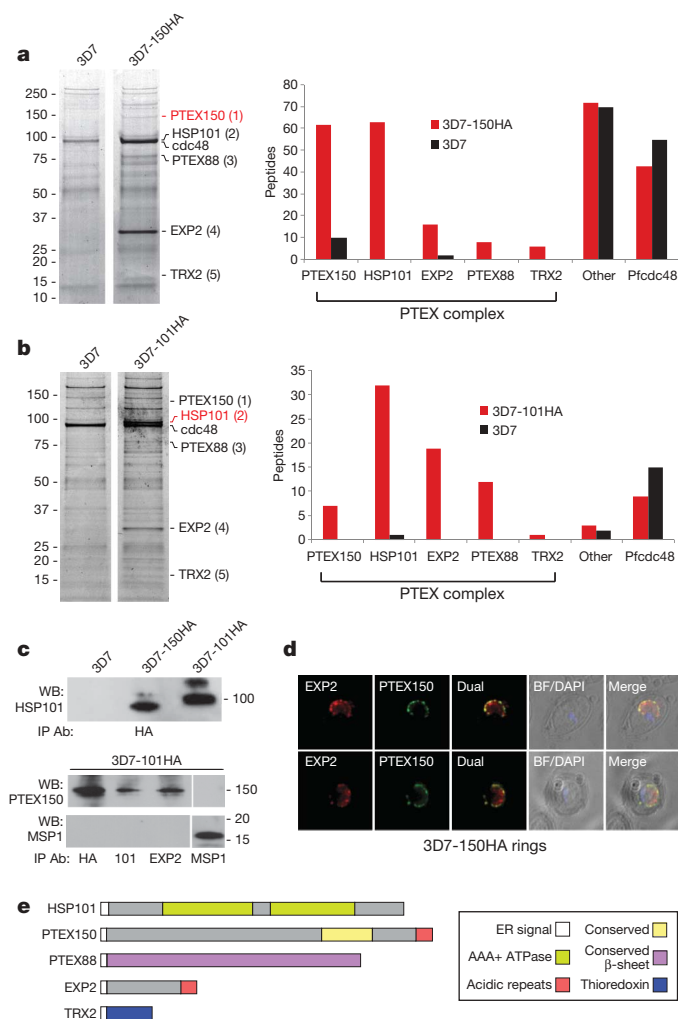 a
3D7
3D7-150HA
250
150
100
75
50
37
25
20
15
10
PTEX150 (1)
HSP101 (2)
cdc48
PTEX88 (3)
EXP2 (4)
TRX2 (5)
Peptides
80
70
60
50
40
30
20
10
0
3D7-150HA
3D7
PTEX150 HSP101 EXP2 PTEX88 TRX2 Other Pfcdc48
PTEX complex
b
3D7
3D7-101HA
150
100
75
50
37
25
20
15
PTEX150 (1)
HSP101 (2)
cdc48
PTEX88 (3)
EXP2 (4)
TRX2 (5)
Peptides
35
30
25
20
15
10
5
0
3D7-101HA
3D7
PTEX150 HSP101 EXP2 PTEX88 TRX2 Other Pfcdc48
PTEX complex
c
3D7
3D7-150HA
3D7-101HA
WB:
HSP101
- 100
IP Ab: HA
3D7-101HA
WB:
PTEX150
- 150
WB:
MSP1
- 20
- 15
IP Ab: HA 101 EXP2 MSP1
d
EXP2 PTEX150 Dual BF/DAPI Merge
EXP2 PTEX150 Dual BF/DAPI Merge
3D7-150HA rings
e
HSP101
PTEX150
PTEX88
EXP2
TRX2
ER signal
AAA+ ATPase
Acidic repeats
Conserved
Conserved
β-sheet
Thioredoxin